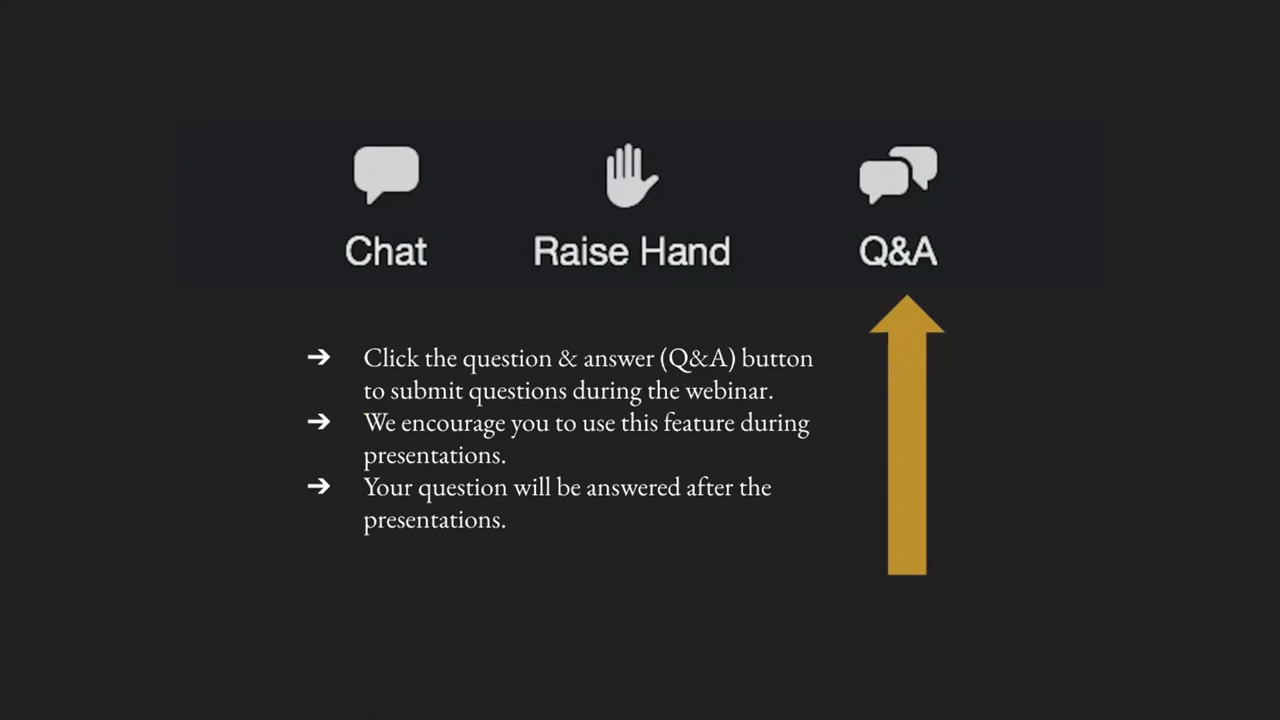 Chat
Raise Hand
Q&A
➔ Click the question & answer (Q&A) button
to submit questions during the webinar.
➔ We encourage you to use this feature during
presentations.
➔ Your question will be answered after the
presentations.